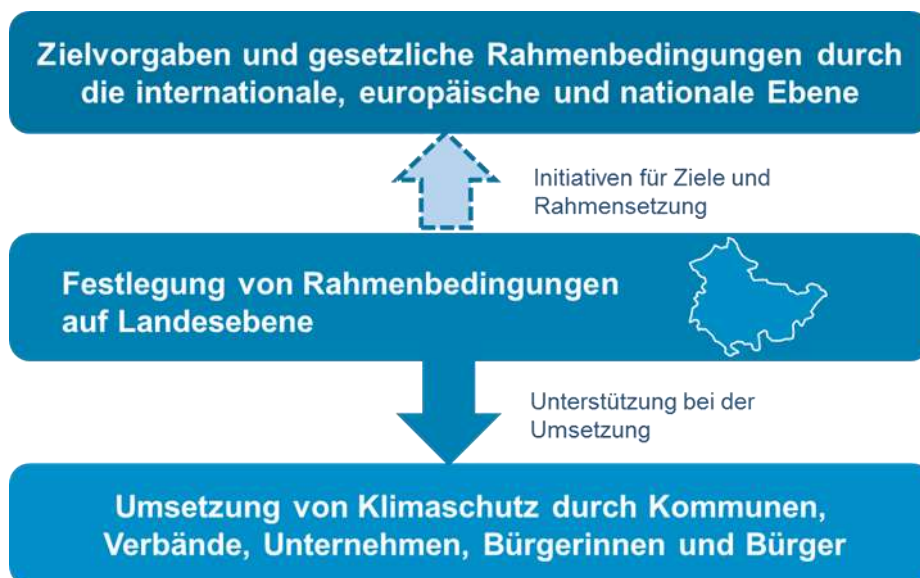 Zielvorgaben und gesetzliche Rahmenbedingungen durch
die internationale, europäische und nationale Ebene
Initiativen für Ziele und
Rahmensetzung
Festlegung von Rahmenbedingungen
auf Landesebene
Unterstützung bei der
Umsetzung
Umsetzung von Klimaschutz durch Kommunen,
Verbände, Unternehmen, Bürgerinnen und Bürger